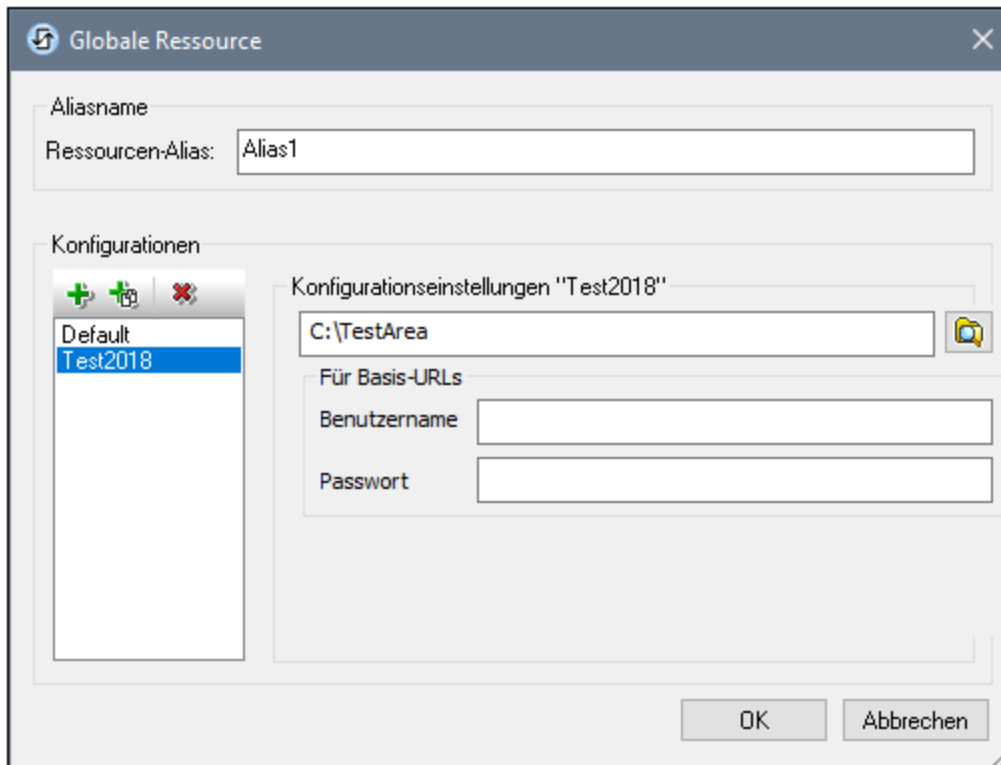 Globale Ressource
Aliasname
Ressourcen-Alias: Alias1
Konfigurationen
Konfigurationseinstellungen "Test2018"
Default
Test2018
C:\TestArea
Für Basis-URLs
Benutzername
Passwort
OK Abbrechen